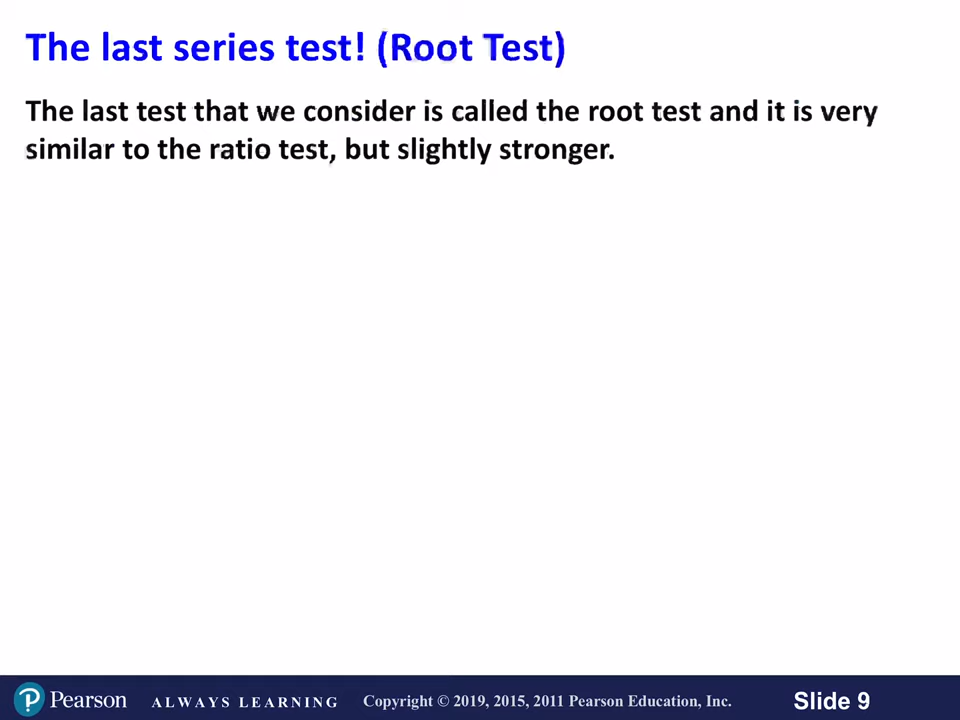 The last series test! (Root Test)
The last test that we consider is called the root test and it is very
similar to the ratio test, but slightly stronger.
Pearson ALWAYS LEARNING Copyright © 2019, 2015, 2011 Pearson Education, Inc. Slide 9